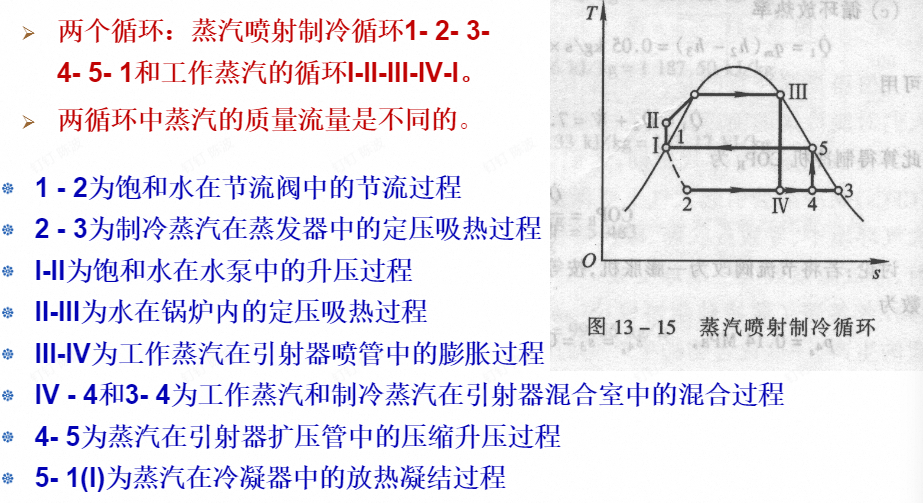 两个循环：蒸汽喷射制冷循环1- 2- 3-
4- 5- 1和工作蒸汽的循环I-II-III-IV-I。
两循环中蒸汽的质量流量是不同的。
1 - 2为饱和水在节流阀中的节流过程
2 - 3为制冷蒸汽在蒸发器中的定压吸热过程
I-II为饱和水在水泵中的升压过程
II-III为水在锅炉内的定压吸热过程
III-IV为工作蒸汽在引射器喷管中的膨胀过程
IV - 4和3- 4为工作蒸汽和制冷蒸汽在引射器混合室中的混合过程
4- 5为蒸汽在引射器扩压管中的压缩升压过程
5- 1(I)为蒸汽在冷凝器中的放热凝结过程
T
III
II
I 1 5
2 IV 4 3
O s
图 13－15 蒸汽喷射制冷循环